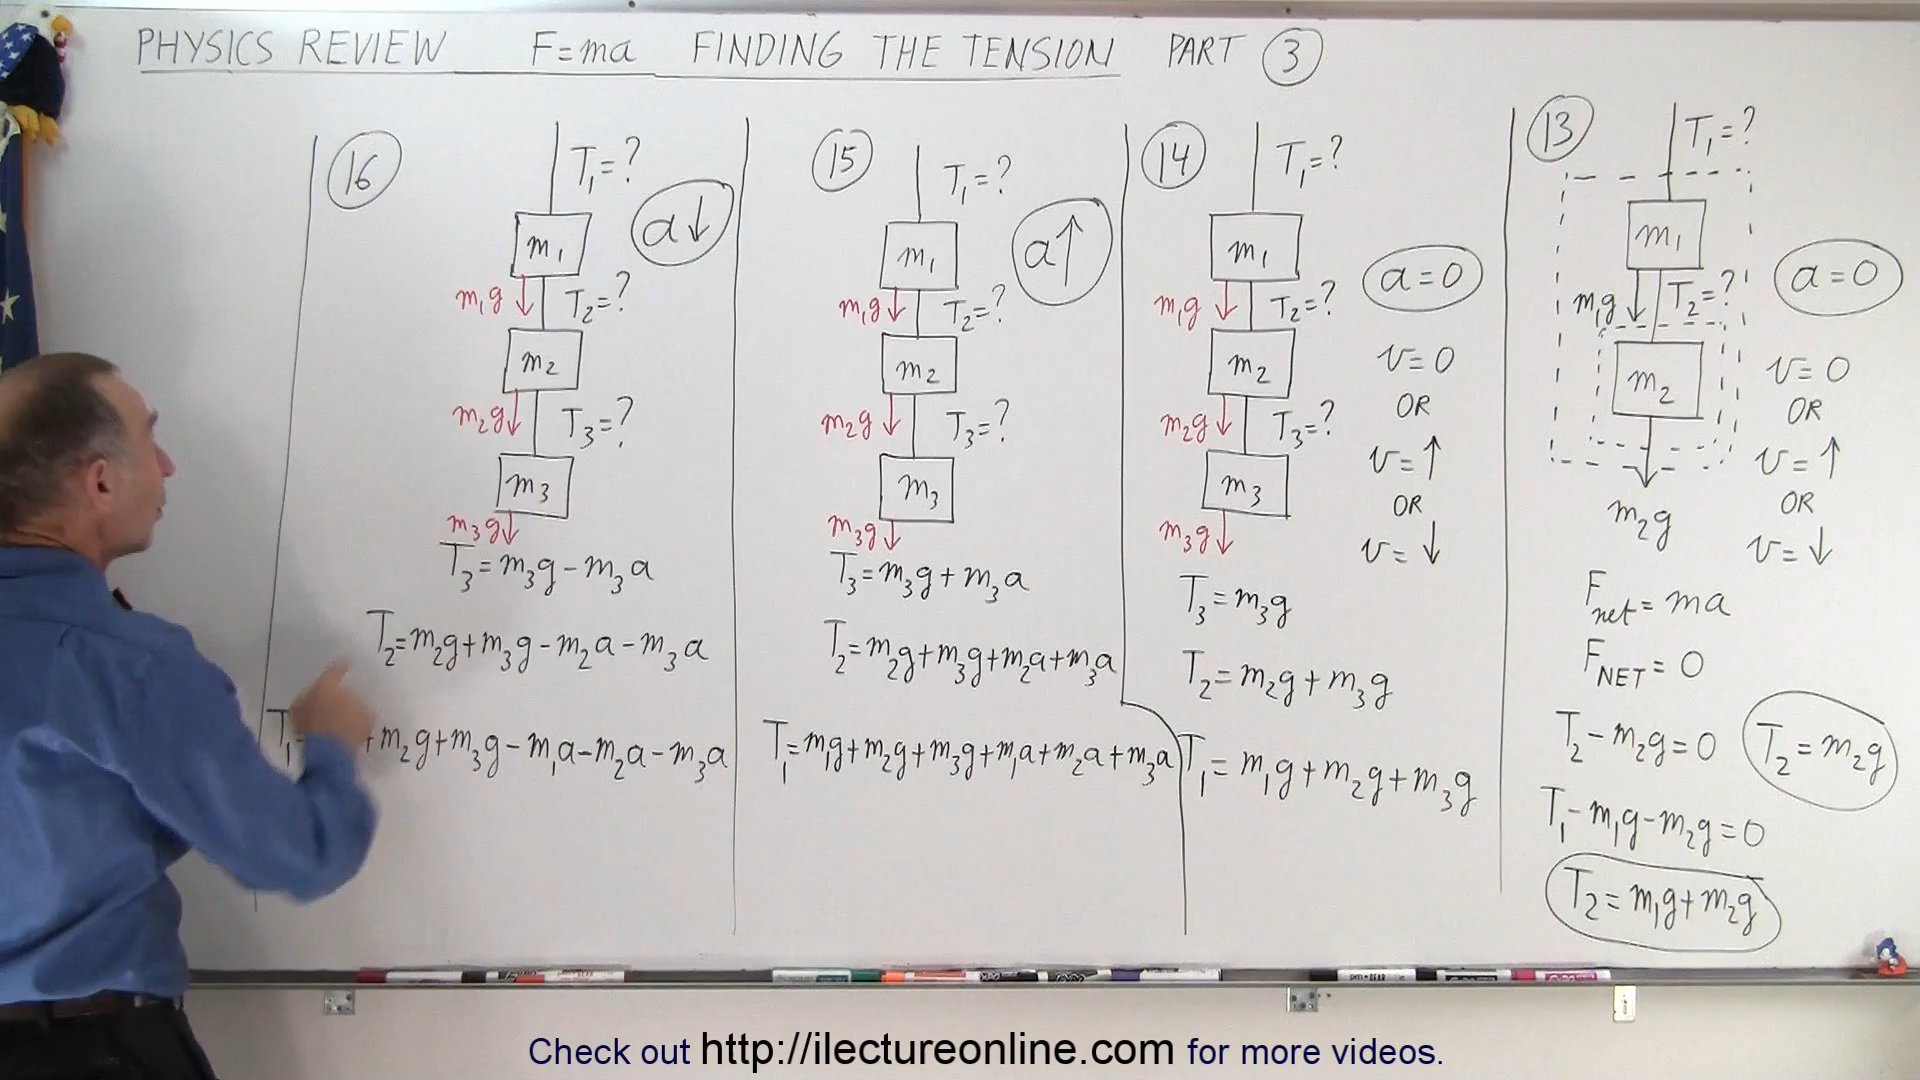 PHYSICS REVIEW F=ma FINDING THE TENSION PART 3
16
T₁=?
a↓
m₁
m₁g↓
T₂=?
m₂
m₂g↓
T₃=?
m₃
m₃g↓
T₃=m₃g-m₃a
T₂=m₂g+m₃g-m₂a-m₃a
T₁= +m₂g+m₃g-m₁a-m₂a-m₃a
15
T₁=?
a↑
m₁
m₁g↓
T₂=?
m₂
m₂g↓
T₃=?
m₃
m₃g↓
T₃=m₃g+m₃a
T₂=m₂g+m₃g+m₂a+m₃a
T₁=m₁g+m₂g+m₃g+m₁a+m₂a+m₃a
14
T₁=?
m₁
a=0
m₁g↓
T₂=?
m₂
v=0
OR
m₂g↓
T₃=?
v=↑
m₃
OR
m₃g↓
v=↓
T₃=m₃g
T₂=m₂g+m₃g
T₁=m₁g+m₂g+m₃g
13
T₁=?
m₁
a=0
m₁g
T₂=?
m₂
v=0
OR
v=↑
OR
m₂g
v=↓
Fnet=ma
FNET=0
T₂-m₂g=0
T₂=m₂g
T₁-m₁g-m₂g=0
T₂=m₁g+m₂g
Check out http://ilectureonline.com for more videos.